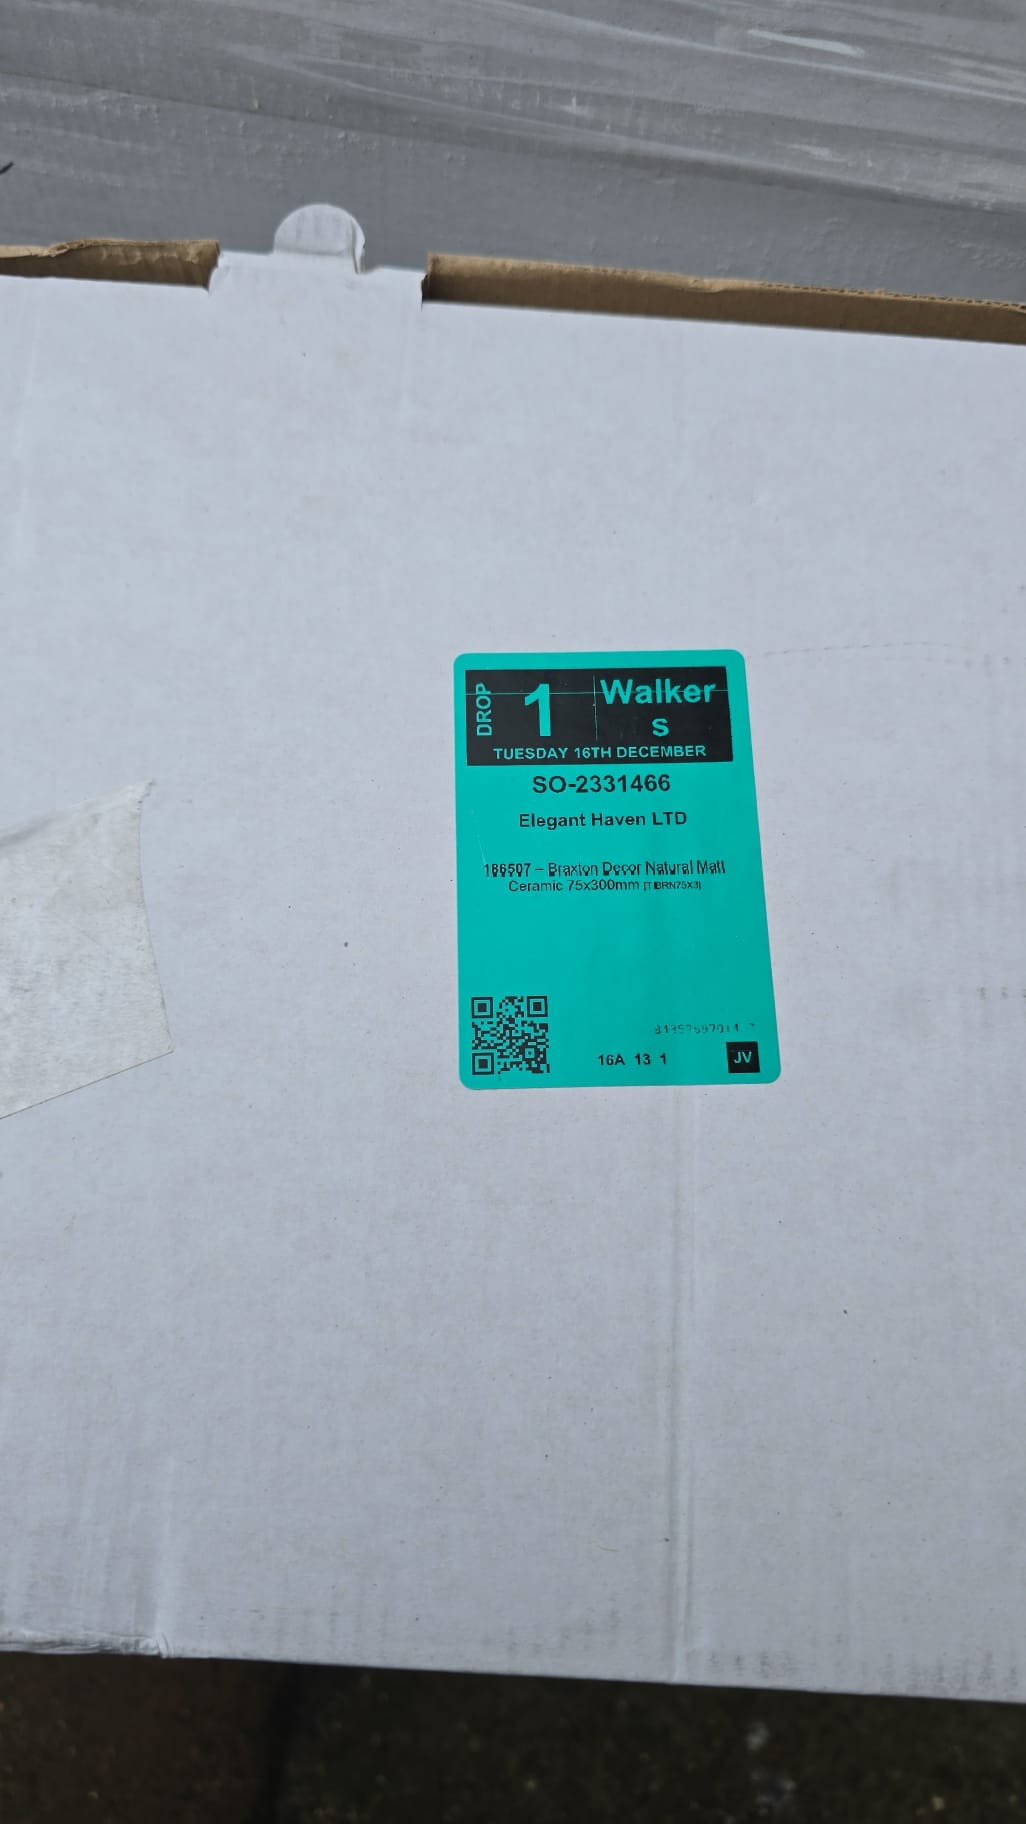 DROP 1 Walker
s
TUESDAY 16TH DECEMBER
SO-2331466
Elegant Haven LTD
186507 – Braxton Decor Natural Matt
Ceramic 75x300mm
16A 13 1
JV